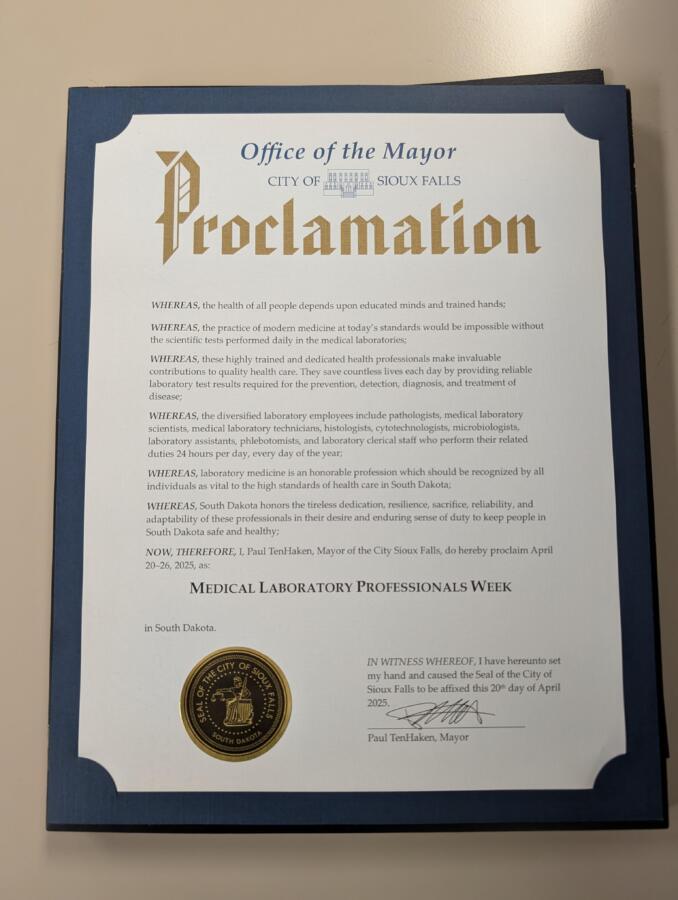 Office of the Mayor
CITY OF SIOUX FALLS
Proclamation
WHEREAS, the health of all people depends upon educated minds and trained hands;
WHEREAS, the practice of modern medicine at today's standards would be impossible without
the scientific tests performed daily in the medical laboratories;
WHEREAS, these highly trained and dedicated health professionals make invaluable
contributions to quality health care. They save countless lives each day by providing reliable
laboratory test results required for the prevention, detection, diagnosis, and treatment of
disease;
WHEREAS, the diversified laboratory employees include pathologists, medical laboratory
scientists, medical laboratory technicians, histologists, cytotechnologists, microbiologists,
laboratory assistants, phlebotomists, and laboratory clerical staff who perform their related
duties 24 hours per day, every day of the year;
WHEREAS, laboratory medicine is an honorable profession which should be recognized by all
individuals as vital to the high standards of health care in South Dakota;
WHEREAS, South Dakota honors the tireless dedication, resilience, sacrifice, reliability, and
adaptability of these professionals in their desire and enduring sense of duty to keep people in
South Dakota safe and healthy;
NOW, THEREFORE, I, Paul TenHaken, Mayor of the City Sioux Falls, do hereby proclaim April
20–26, 2025, as:
MEDICAL LABORATORY PROFESSIONALS WEEK
in South Dakota.
SEAL OF THE CITY OF SIOUX FALLS
SOUTH DAKOTA
IN WITNESS WHEREOF, I have hereunto set
my hand and caused the Seal of the City of
Sioux Falls to be affixed this 20th day of April
2025.
Paul TenHaken, Mayor